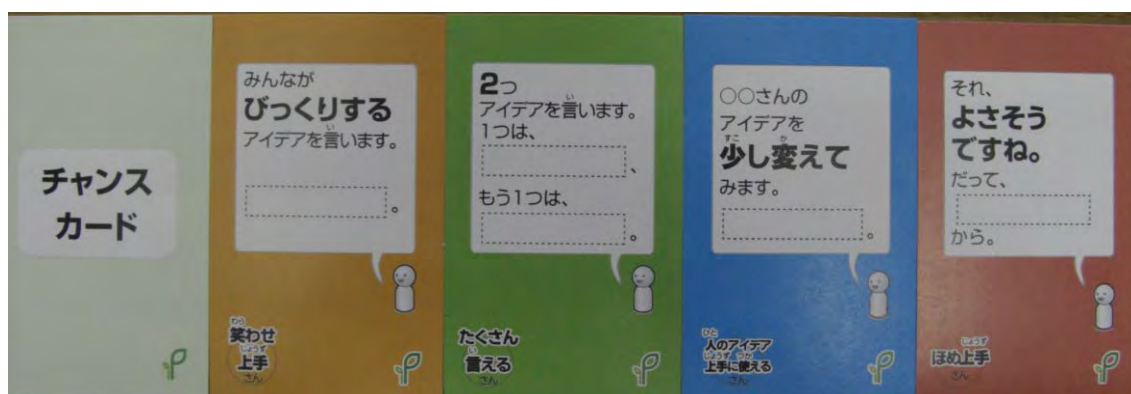 チャンス
カード
みんなが
びっくりする
アイデアを言います。
。
笑わせ
上手
さん
2つ
アイデアを言います。
1つは、
、
もう1つは、
。
たくさん
言える
さん
○○さんの
アイデアを
少し変えて
みます。
。
人のアイデア
上手に使える
さん
それ、
よさそう
ですね。
だって、
から。
ほめ上手
さん